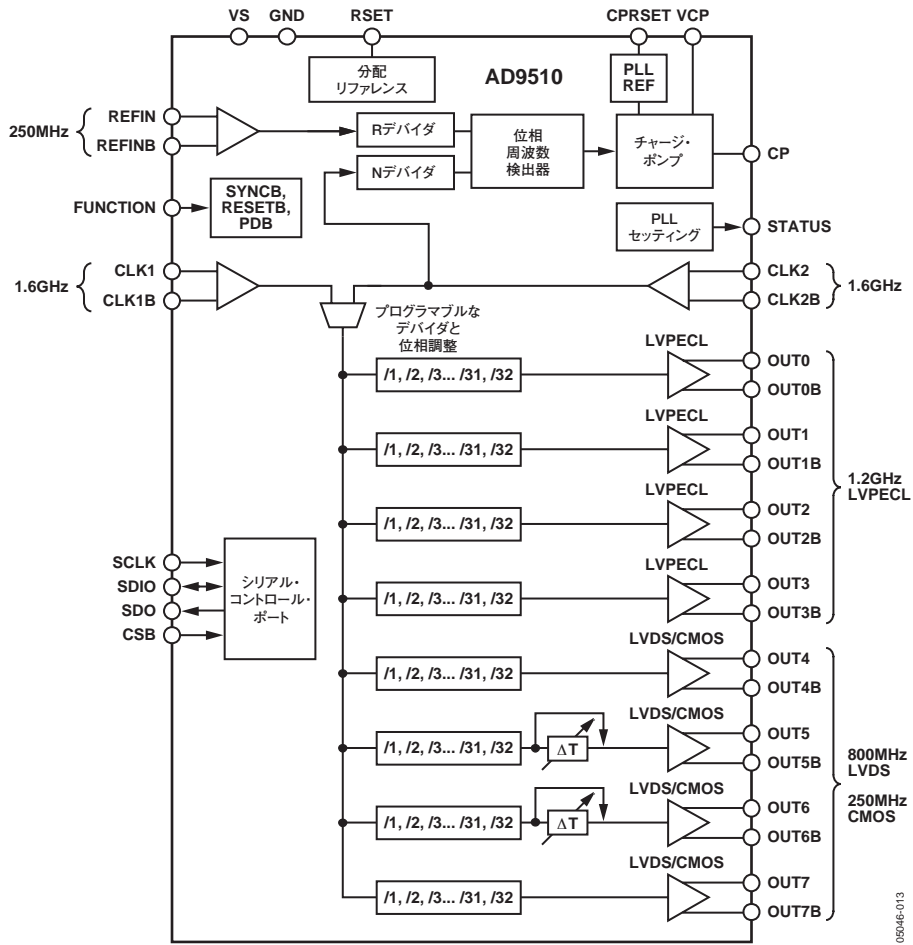 VS
GND
RSET
CPRSET
VCP
分配
リファレンス
AD9510
PLL
REF
REFIN
250MHz
REFINB
Rデバイダ
Nデバイダ
位相
周波数
検出器
チャージ・
ポンプ
CP
FUNCTION
SYNCB,
RESETB,
PDB
PLL
セッティング
STATUS
CLK1
1.6GHz
CLK1B
CLK2
1.6GHz
CLK2B
プログラマブルな
デバイダと
位相調整
LVPECL
/1, /2, /3... /31, /32
OUT0
OUT0B
LVPECL
/1, /2, /3... /31, /32
OUT1
OUT1B
1.2GHz
LVPECL
LVPECL
/1, /2, /3... /31, /32
OUT2
OUT2B
SCLK
SDIO
SDO
CSB
シリアル・
コントロール・
ポート
LVPECL
/1, /2, /3... /31, /32
OUT3
OUT3B
LVDS/CMOS
/1, /2, /3... /31, /32
OUT4
OUT4B
LVDS/CMOS
/1, /2, /3... /31, /32
ΔT
OUT5
OUT5B
800MHz
LVDS
250MHz
CMOS
LVDS/CMOS
/1, /2, /3... /31, /32
ΔT
OUT6
OUT6B
LVDS/CMOS
/1, /2, /3... /31, /32
OUT7
OUT7B
05046-013